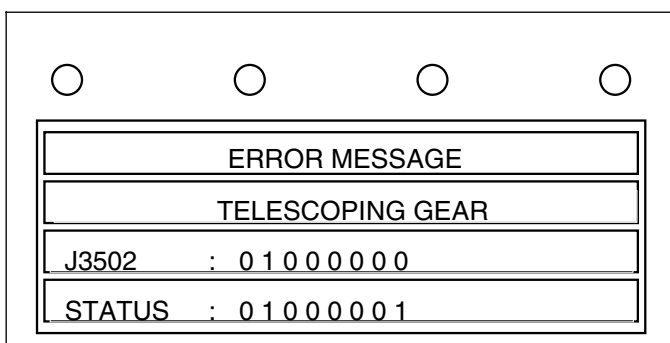 ERROR MESSAGE
TELESCOPING GEAR
J3502 : 0 1 0 0 0 0 0 0
STATUS : 0 1 0 0 0 0 0 1